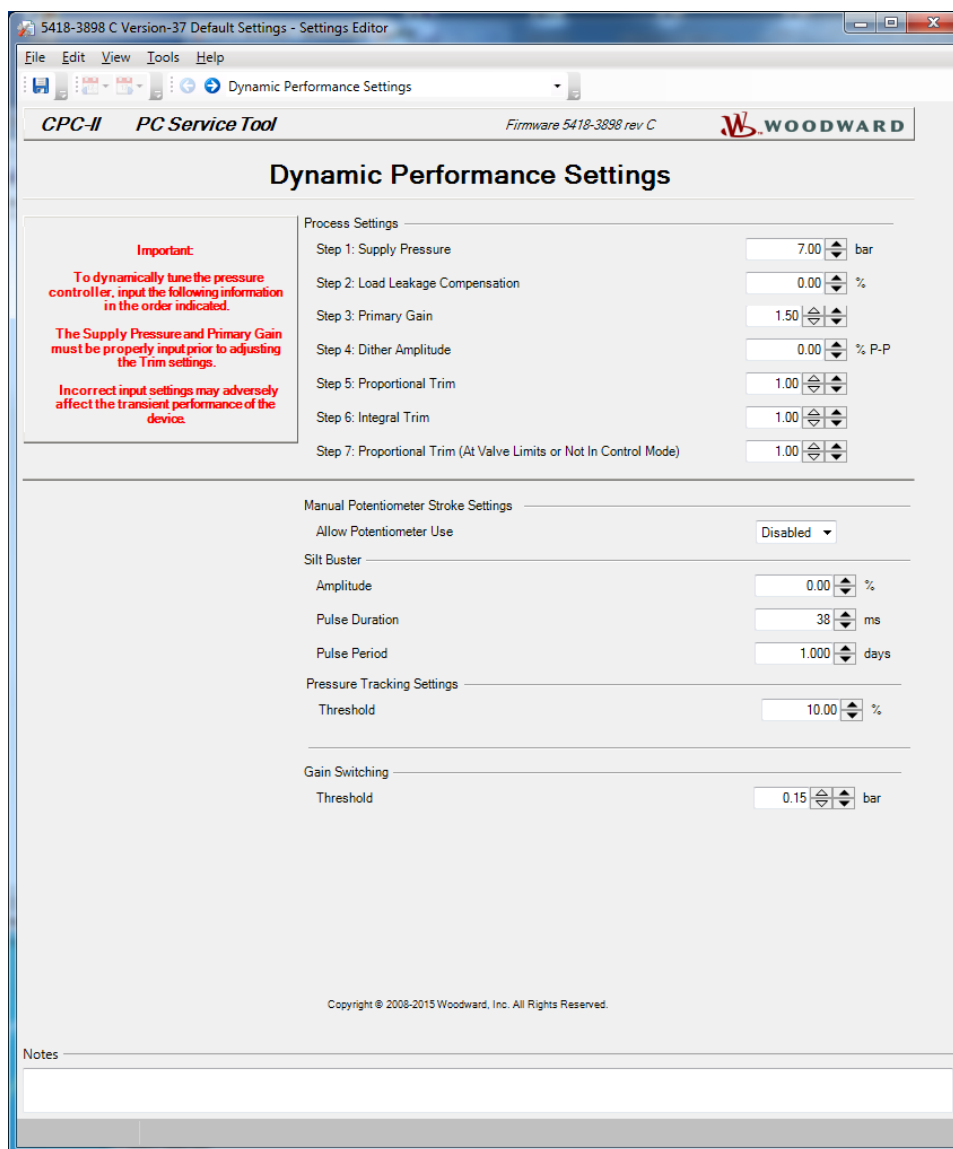 5418-3898 C Version-37 Default Settings - Settings Editor
File Edit View Tools Help
Dynamic Performance Settings
CPC-II PC Service Tool Firmware 5418-3898 rev C WOODWARD
Dynamic Performance Settings
Important:
To dynamically tune the pressure
controller, input the following information
in the order indicated.
The Supply Pressure and Primary Gain
must be properly input prior to adjusting
the Trim settings.
Incorrect input settings may adversely
affect the transient performance of the
device.
Process Settings
Step 1: Supply Pressure 7.00 bar
Step 2: Load Leakage Compensation 0.00 %
Step 3: Primary Gain 1.50
Step 4: Dither Amplitude 0.00 % P-P
Step 5: Proportional Trim 1.00
Step 6: Integral Trim 1.00
Step 7: Proportional Trim (At Valve Limits or Not In Control Mode) 1.00
Manual Potentiometer Stroke Settings
Allow Potentiometer Use Disabled
Silt Buster
Amplitude 0.00 %
Pulse Duration 38 ms
Pulse Period 1.000 days
Pressure Tracking Settings
Threshold 10.00 %
Gain Switching
Threshold 0.15 bar
Copyright © 2008-2015 Woodward, Inc. All Rights Reserved.
Notes